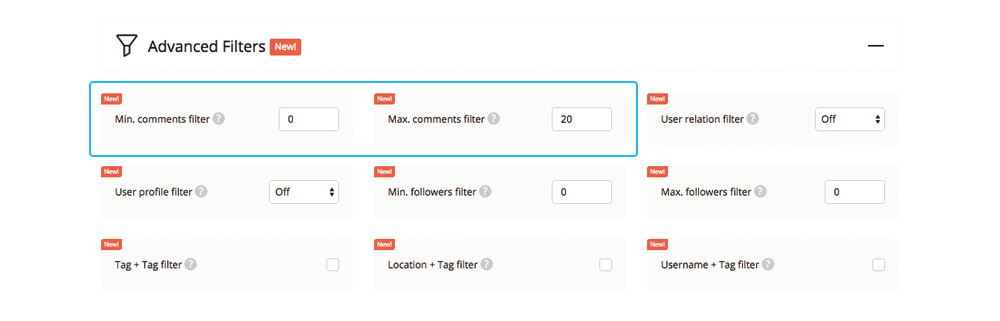 Advanced Filters New!
New! New! New!
Min. comments filter ? 0 Max. comments filter ? 20 User relation filter ? Off
New! New! New!
User profile filter ? Off Min. followers filter ? 0 Max. followers filter ? 0
New! New! New!
Tag + Tag filter ? Location + Tag filter ? Username + Tag filter ?